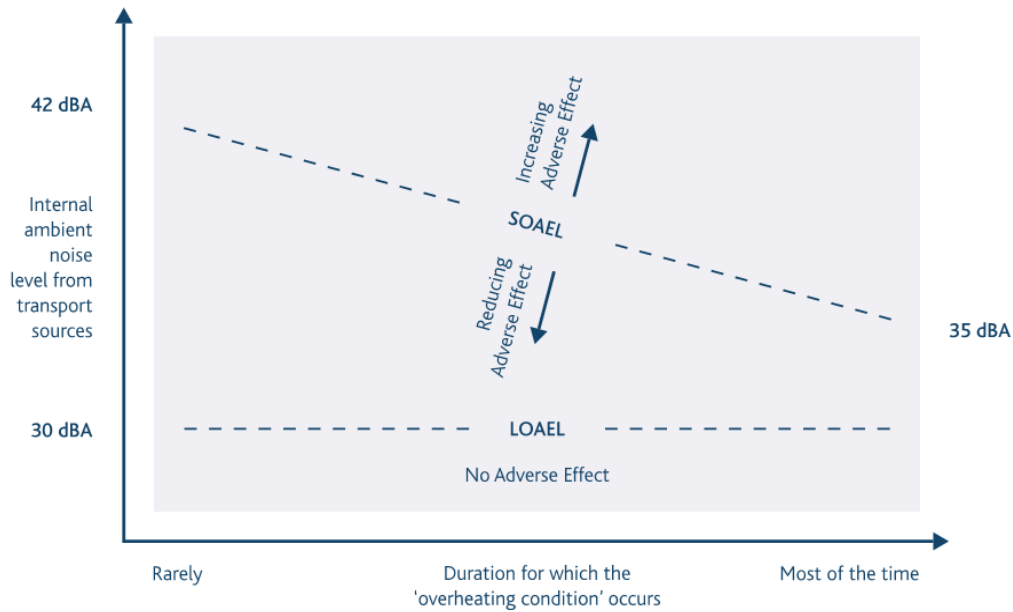 42 dBA
Internal
ambient
noise
level from
transport
sources
30 dBA
Increasing
Adverse Effect
SOAEL
Reducing
Adverse Effect
35 dBA
LOAEL
No Adverse Effect
Rarely
Duration for which the
'overheating condition' occurs
Most of the time